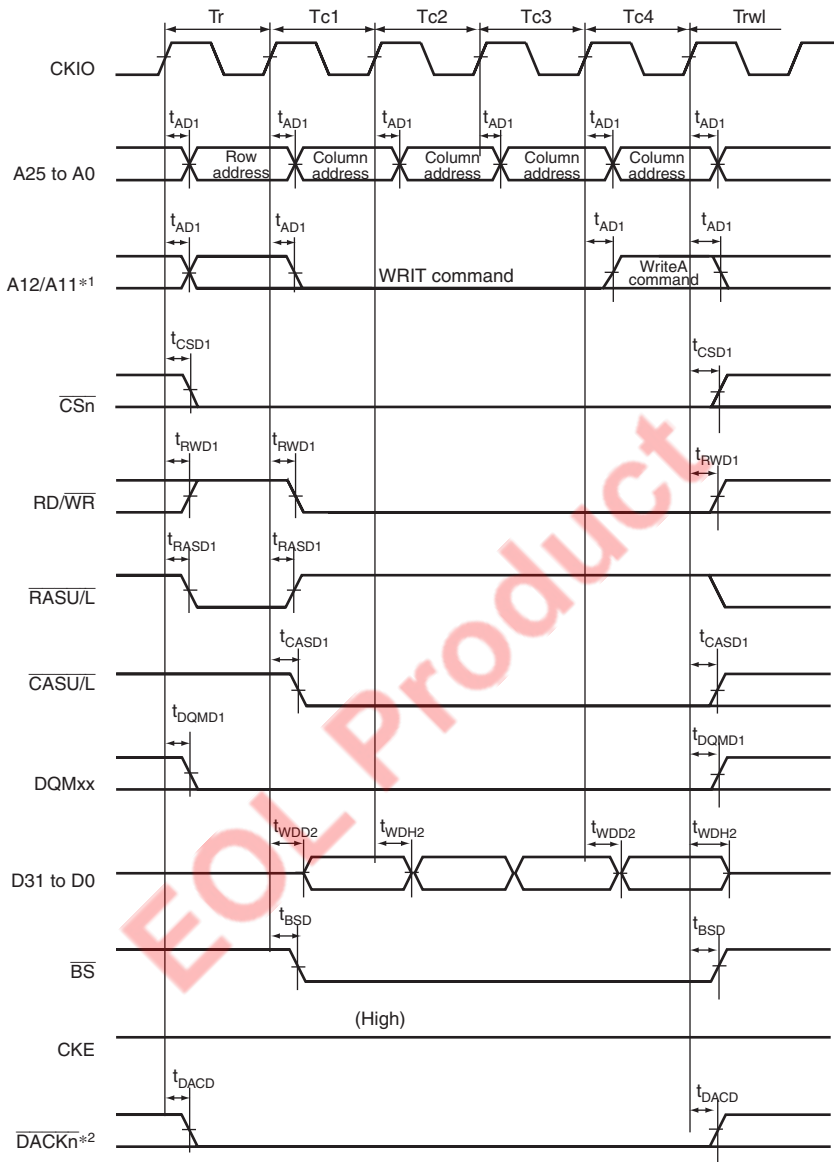 Tr Tc1 Tc2 Tc3 Tc4 Trwl
CKIO
tAD1 tAD1 tAD1 tAD1 tAD1 tAD1
A25 to A0
Row address
Column address
Column address
Column address
Column address
tAD1 tAD1 tAD1 tAD1
A12/A11*1
WRIT command
WriteA command
tCSD1 tCSD1
CSn
tRWD1 tRWD1 tRWD1
RD/WR
tRASD1 tRASD1
RASU/L
tCASD1 tCASD1
CASU/L
tDQMD1 tDQMD1
DQMxx
tWDD2 tWDH2 tWDD2 tWDH2
D31 to D0
tBSD tBSD
BS
(High)
CKE
tDACD tDACD
DACKn*2
EOL Product